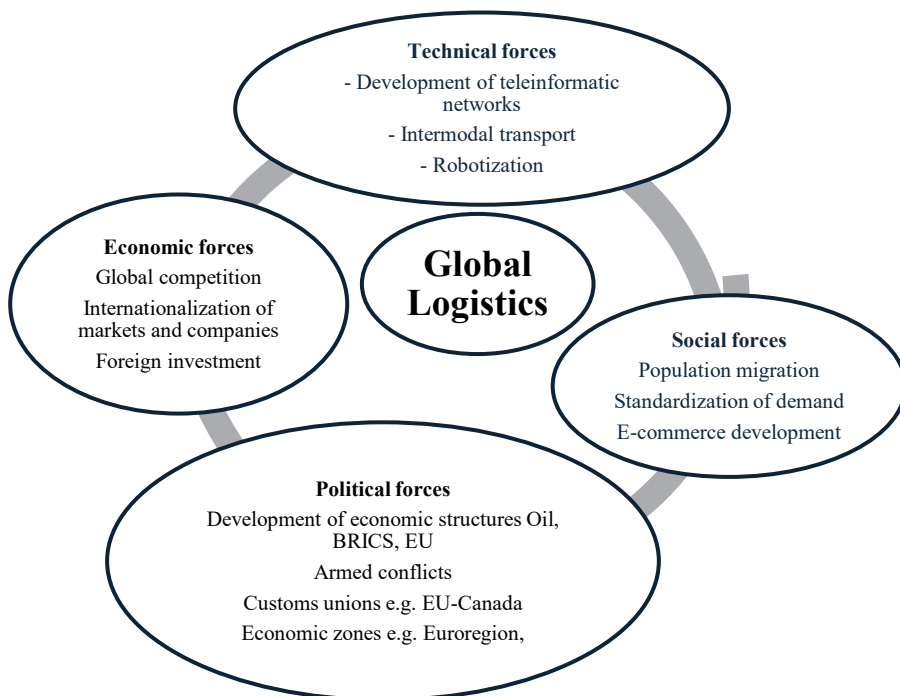 Technical forces
- Development of teleinformatic
networks
- Intermodal transport
- Robotization
Economic forces
Global competition
Internationalization of
markets and companies
Foreign investment
Global
Logistics
Social forces
Population migration
Standardization of demand
E-commerce development
Political forces
Development of economic structures Oil,
BRICS, EU
Armed conflicts
Customs unions e.g. EU-Canada
Economic zones e.g. Euroregion,